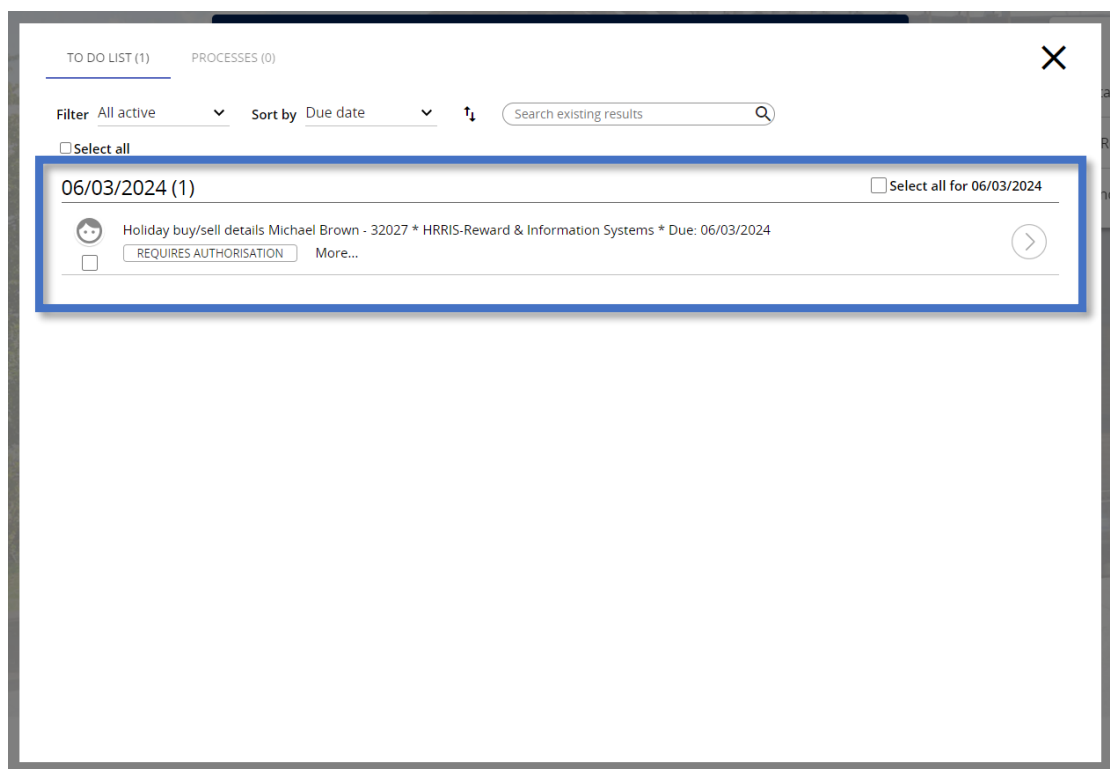 TO DO LIST (1) PROCESSES (0)
Filter All active Sort by Due date Search existing results
Select all
06/03/2024 (1) Select all for 06/03/2024
Holiday buy/sell details Michael Brown - 32027 * HRRIS-Reward & Information Systems * Due: 06/03/2024
REQUIRES AUTHORISATION More...